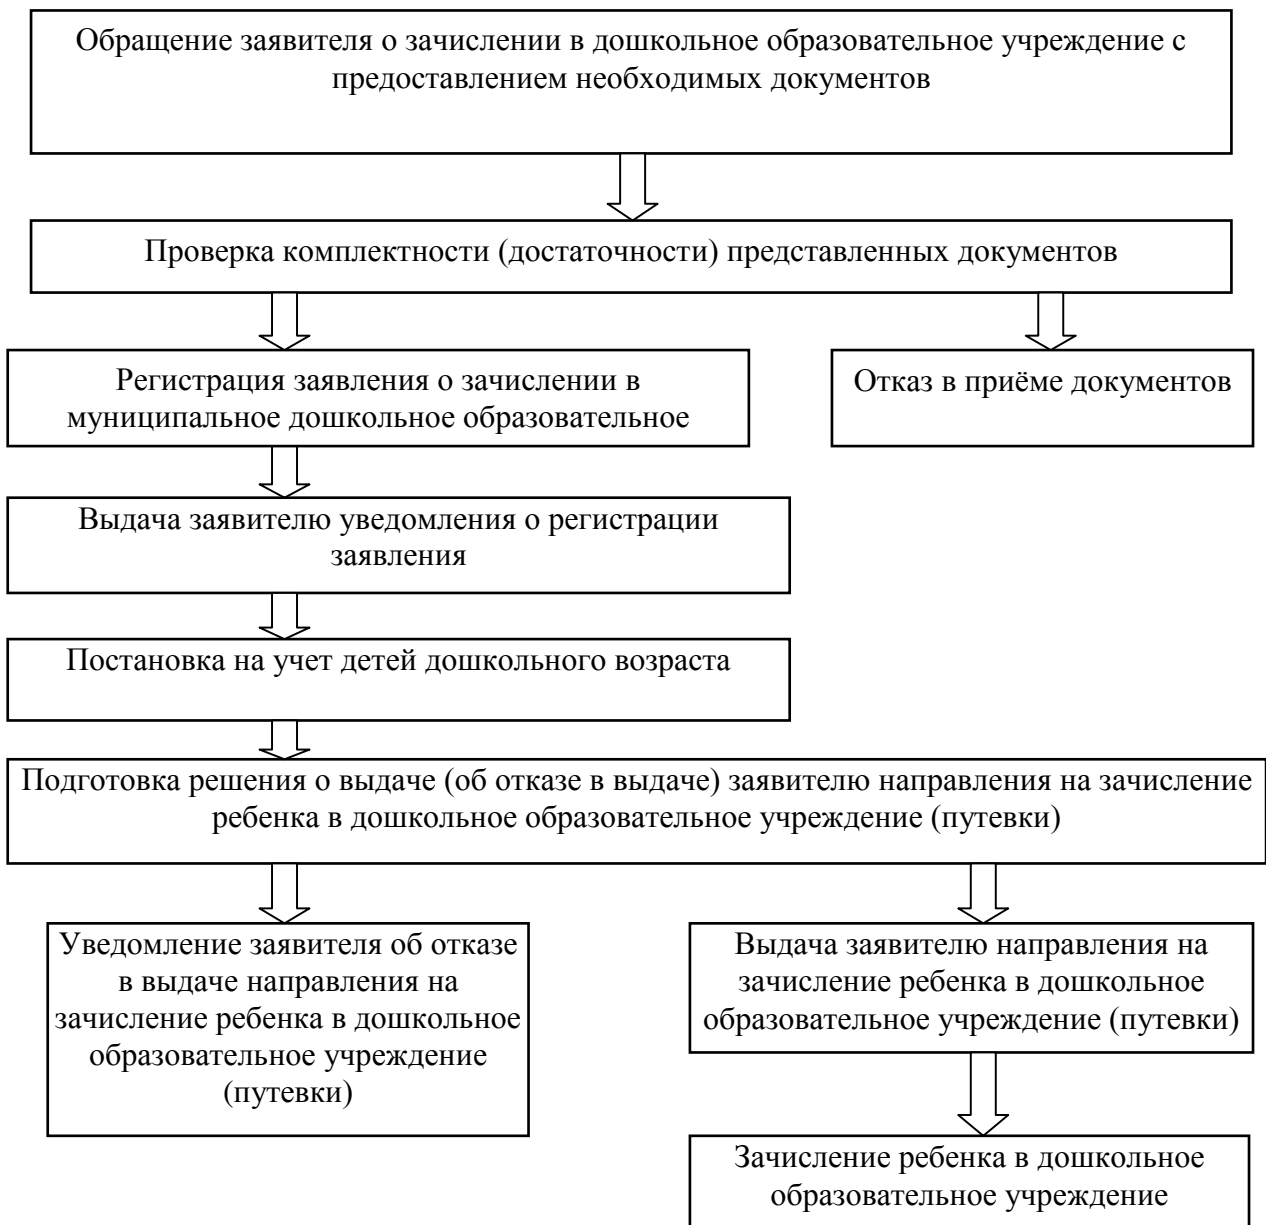 Обращение заявителя о зачислении в дошкольное образовательное учреждение с
предоставлением необходимых документов
Проверка комплектности (достаточности) представленных документов
Регистрация заявления о зачислении в
муниципальное дошкольное образовательное
Отказ в приёме документов
Выдача заявителю уведомления о регистрации
заявления
Постановка на учет детей дошкольного возраста
Подготовка решения о выдаче (об отказе в выдаче) заявителю направления на зачисление
ребенка в дошкольное образовательное учреждение (путевки)
Уведомление заявителя об отказе
в выдаче направления на
зачисление ребенка в дошкольное
образовательное учреждение
(путевки)
Выдача заявителю направления на
зачисление ребенка в дошкольное
образовательное учреждение (путевки)
Зачисление ребенка в дошкольное
образовательное учреждение